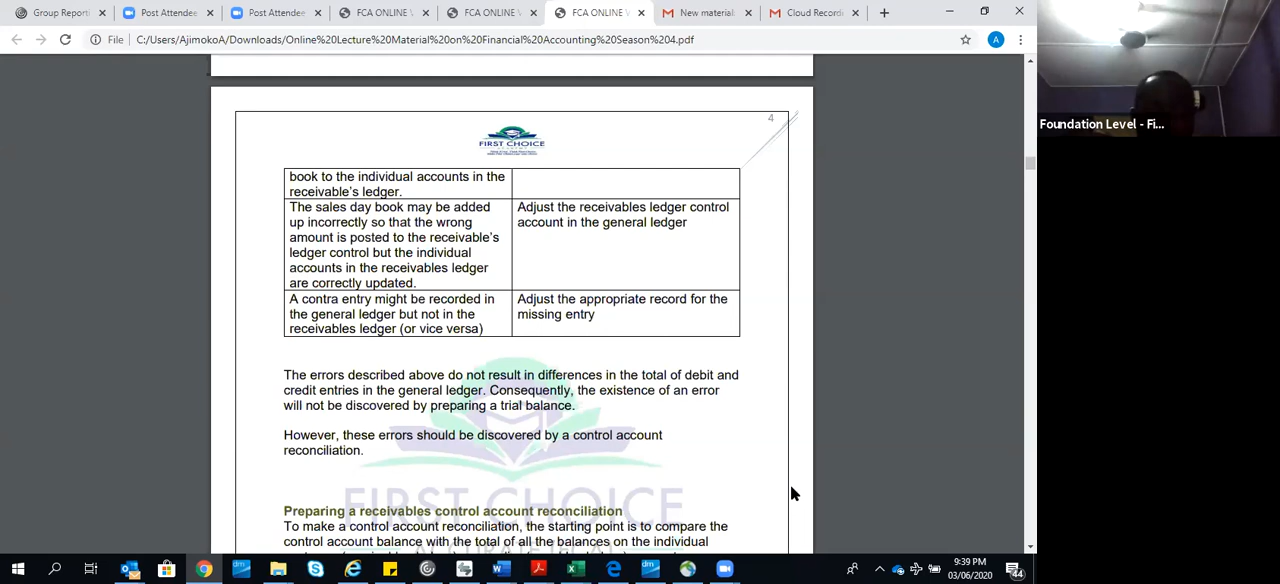 Group Reporti
Post Attendee
Post Attendee
FCA ONLINE V
FCA ONLINE V
FCA ONLINE V
New material
Cloud Recordi
File
C:/Users/AjimokoA/Downloads/Online%20Lecture%20Material%20on%20Financial%20Accounting%20Season%204.pdf
A
4
FIRST CHOICE
book to the individual accounts in the
receivable's ledger.
The sales day book may be added
up incorrectly so that the wrong
amount is posted to the receivable's
ledger control but the individual
accounts in the receivables ledger
are correctly updated.
Adjust the receivables ledger control
account in the general ledger
A contra entry might be recorded in
the general ledger but not in the
receivables ledger (or vice versa)
Adjust the appropriate record for the
missing entry
The errors described above do not result in differences in the total of debit and
credit entries in the general ledger. Consequently, the existence of an error
will not be discovered by preparing a trial balance.
However, these errors should be discovered by a control account
reconciliation.
FIRST CHOICE
Preparing a receivables control account reconciliation
To make a control account reconciliation, the starting point is to compare the
control account balance with the total of all the balances on the individual
Foundation Level - Fi...
9:39 PM
03/06/2020
44